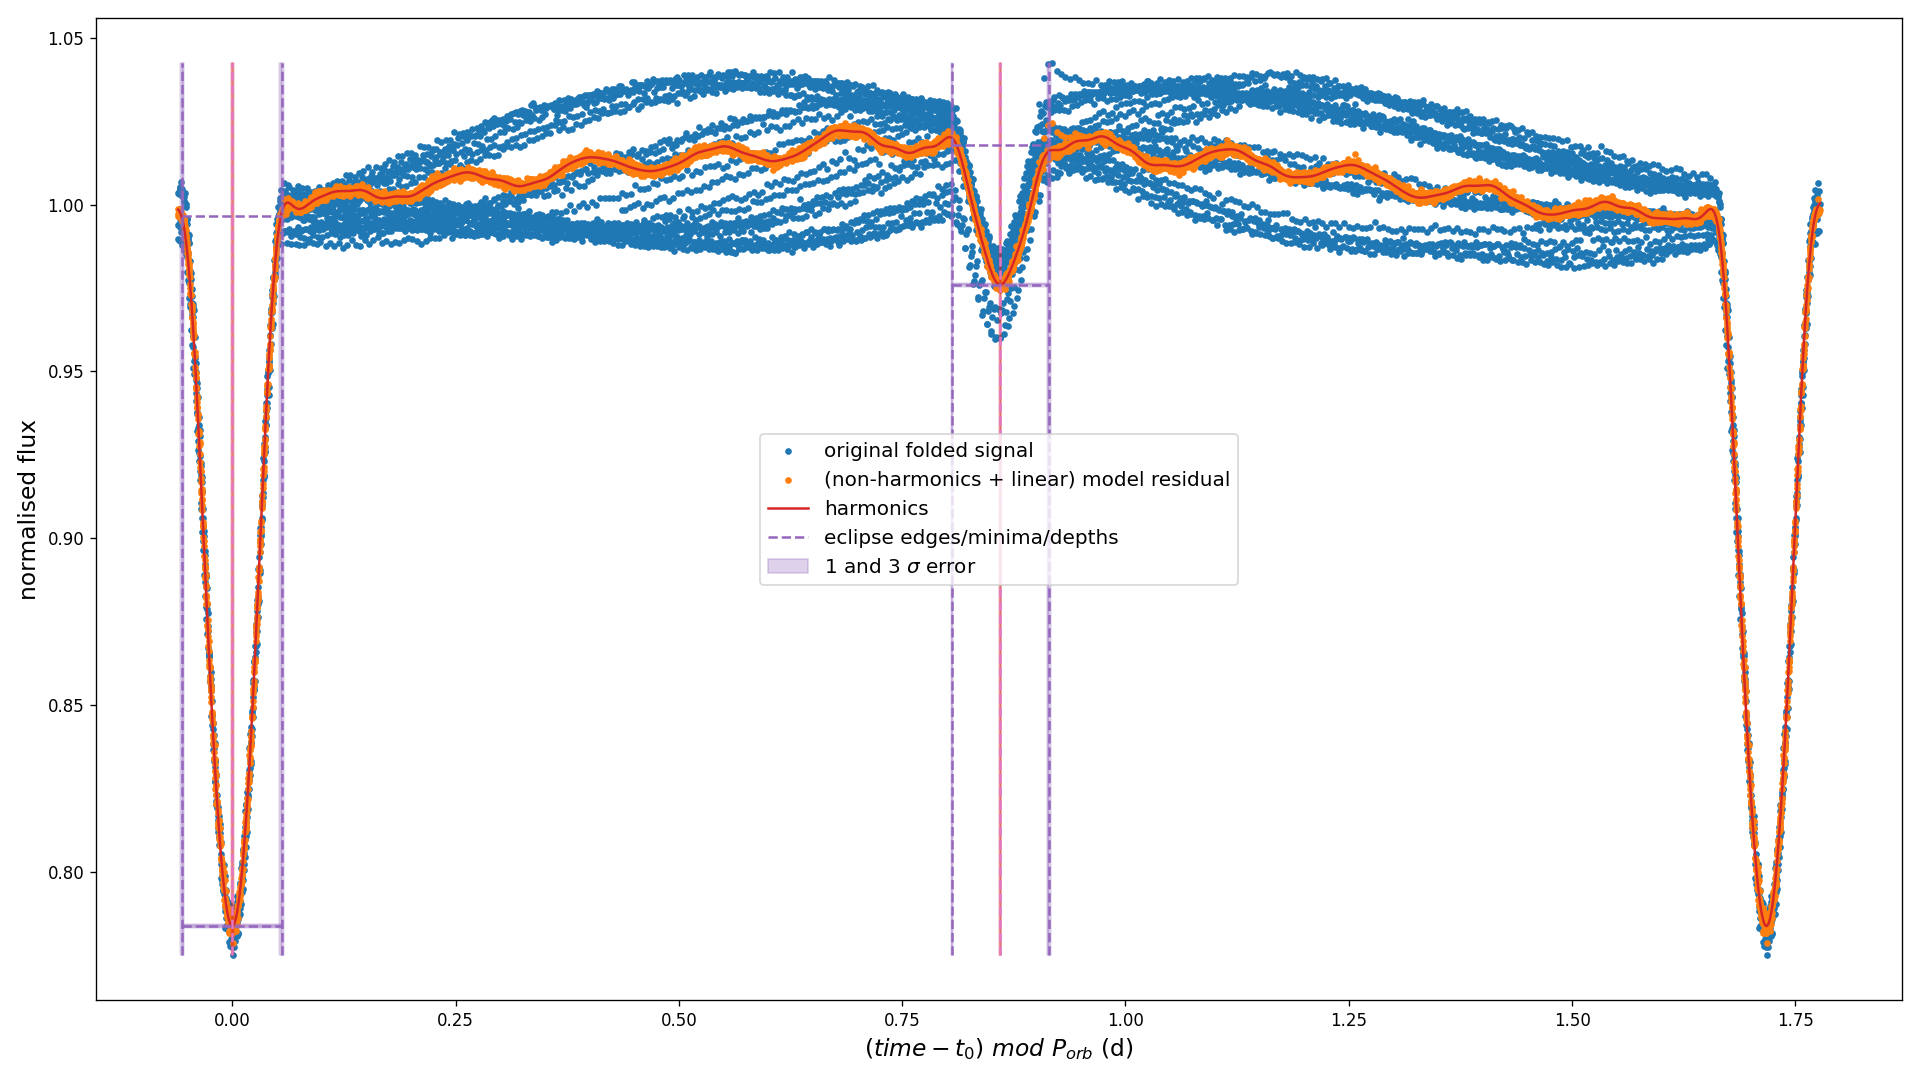 1.05
1.00
0.95
0.90
0.85
0.80
normalised flux
original folded signal
(non-harmonics + linear) model residual
harmonics
eclipse edges/minima/depths
1 and 3 σ error
0.00 0.25 0.50 0.75 1.00 1.25 1.50 1.75
(time − t₀) mod Pₒᵣb (d)